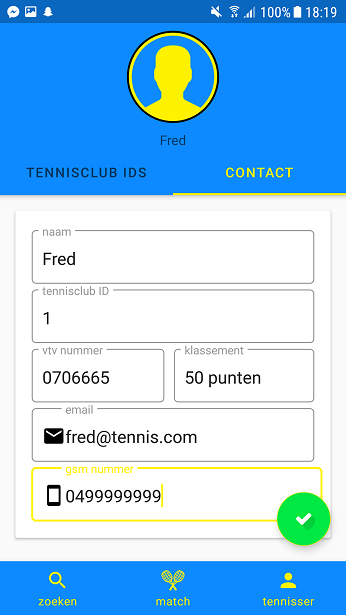 100% 18:19
Fred
TENNISCLUB IDS CONTACT
naam
Fred
tennisclub ID
1
vtv nummer klassement
0706665 50 punten
email
fred@tennis.com
gsm nummer
0499999999
zoeken match tennisser